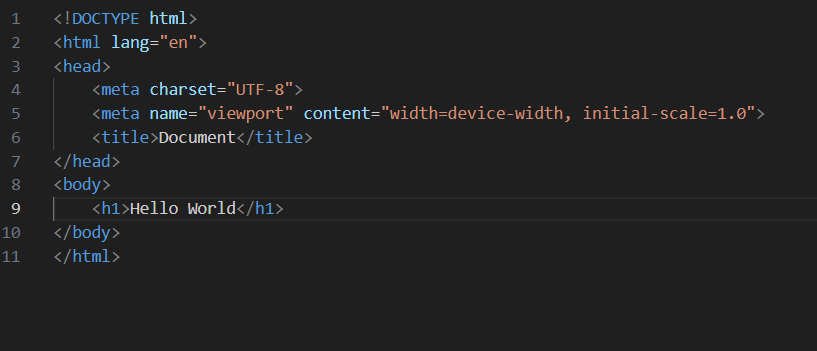 1 <!DOCTYPE html>
2 <html lang="en">
3 <head>
4     <meta charset="UTF-8">
5     <meta name="viewport" content="width=device-width, initial-scale=1.0">
6     <title>Document</title>
7 </head>
8 <body>
9     <h1>Hello World</h1>
10 </body>
11 </html>